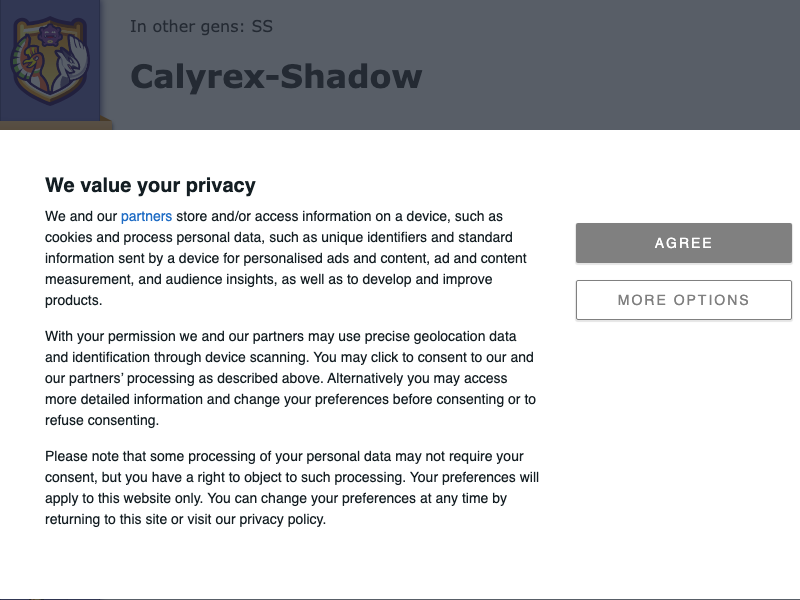 In other gens: SS
Calyrex-Shadow
We value your privacy
We and our partners store and/or access information on a device, such as
cookies and process personal data, such as unique identifiers and standard
information sent by a device for personalised ads and content, ad and content
measurement, and audience insights, as well as to develop and improve
products.
With your permission we and our partners may use precise geolocation data
and identification through device scanning. You may click to consent to our and
our partners’ processing as described above. Alternatively you may access
more detailed information and change your preferences before consenting or to
refuse consenting.
Please note that some processing of your personal data may not require your
consent, but you have a right to object to such processing. Your preferences will
apply to this website only. You can change your preferences at any time by
returning to this site or visit our privacy policy.
AGREE
MORE OPTIONS